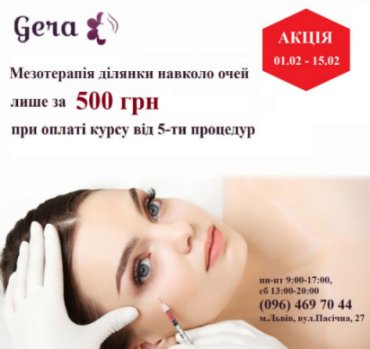 Gera
АКЦІЯ
01.02 - 15.02
Мезотерапія ділянки навколо очей
лише за 500 грн
при оплаті курсу від 5-ти процедур
пн-пт 9:00-17:00,
сб 13:00-20:00
(096) 469 70 44
м.Львів, вул.Пасічна, 27